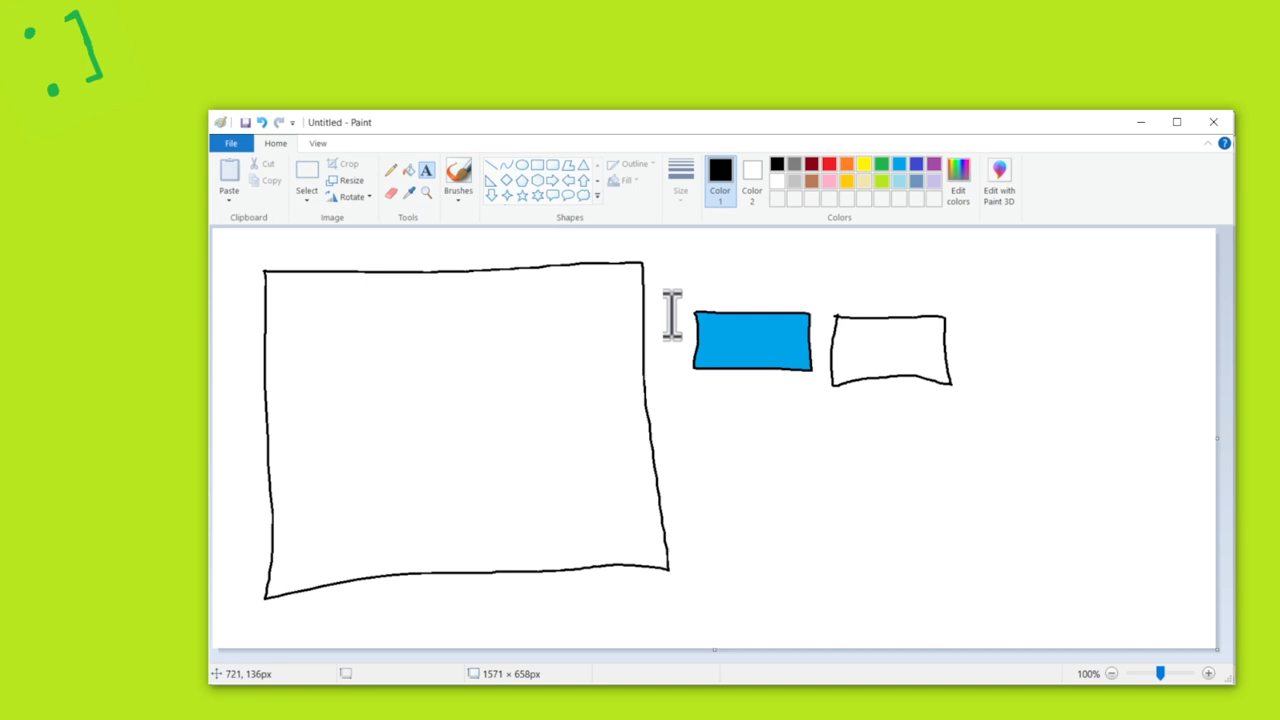 :]
Untitled - Paint
File Home View
Paste
Cut
Copy
Clipboard
Select
Crop
Resize
Rotate
Image
A
Tools
Brushes
Shapes
Outline
Fill
Size
Color 1
Color 2
Colors
Edit colors
Edit with Paint 3D
?
721, 136px
1571 × 658px
100%